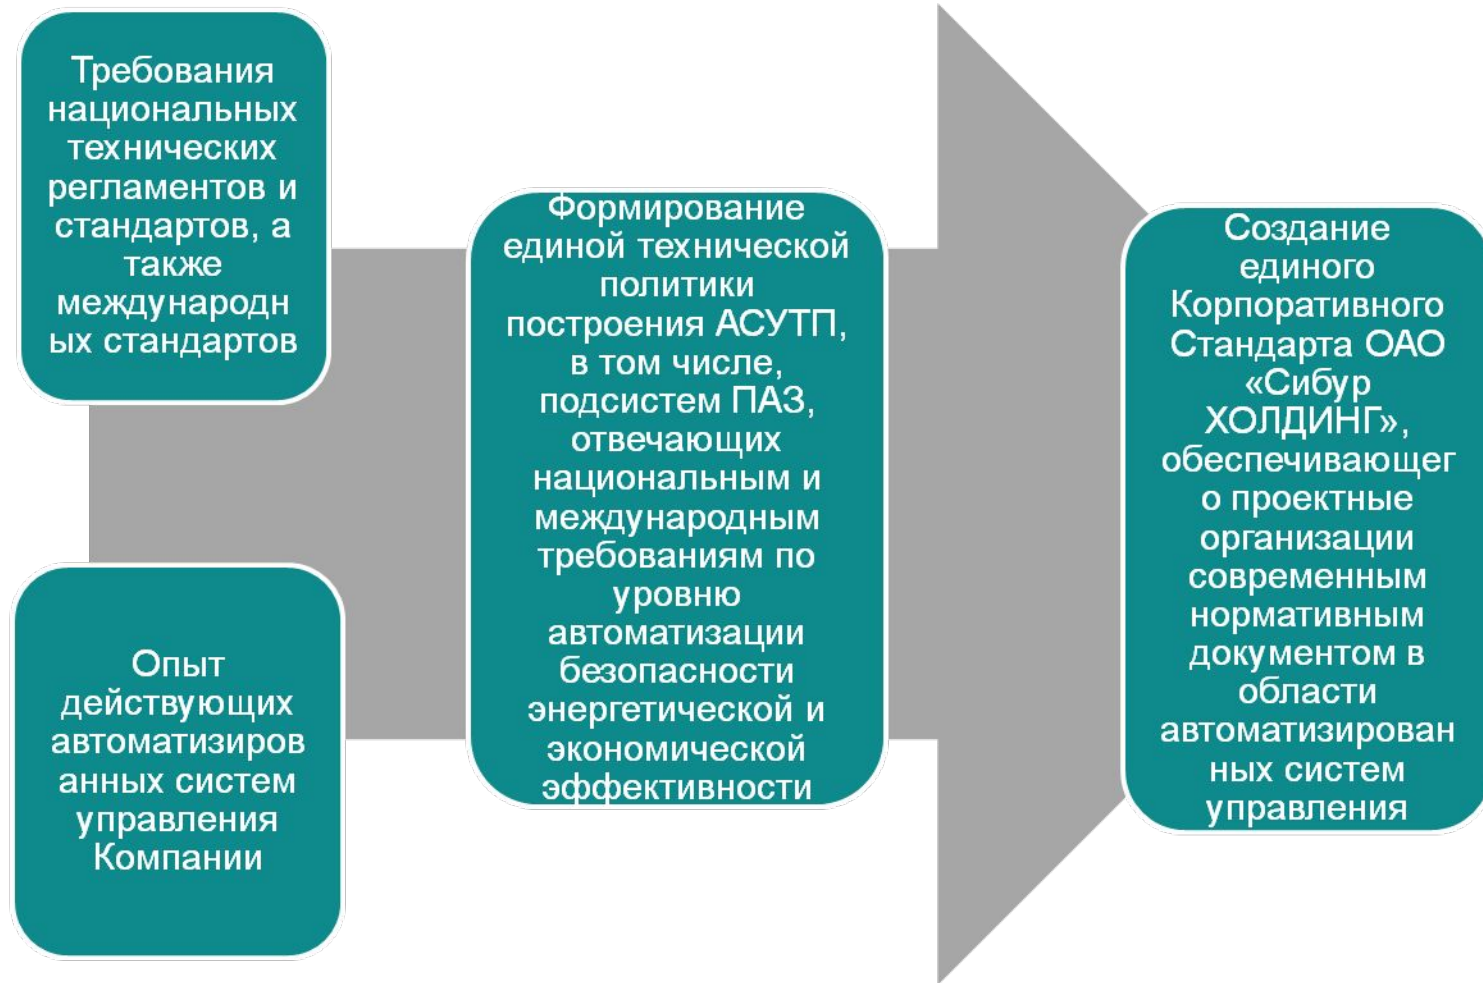 Требования
национальных
технических
регламентов и
стандартов, а
также
международн
ых стандартов
Опыт
действующих
автоматизиров
анных систем
управления
Компании
Формирование
единой технической
политики
построения АСУТП,
в том числе,
подсистем ПАЗ,
отвечающих
национальным и
международным
требованиям по
уровню
автоматизации
безопасности
энергетической и
экономической
эффективности
Создание
единого
Корпоративного
Стандарта ОАО
«Сибур
ХОЛДИНГ»,
обеспечивающег
о проектные
организации
современным
нормативным
документом в
области
автоматизирован
ных систем
управления